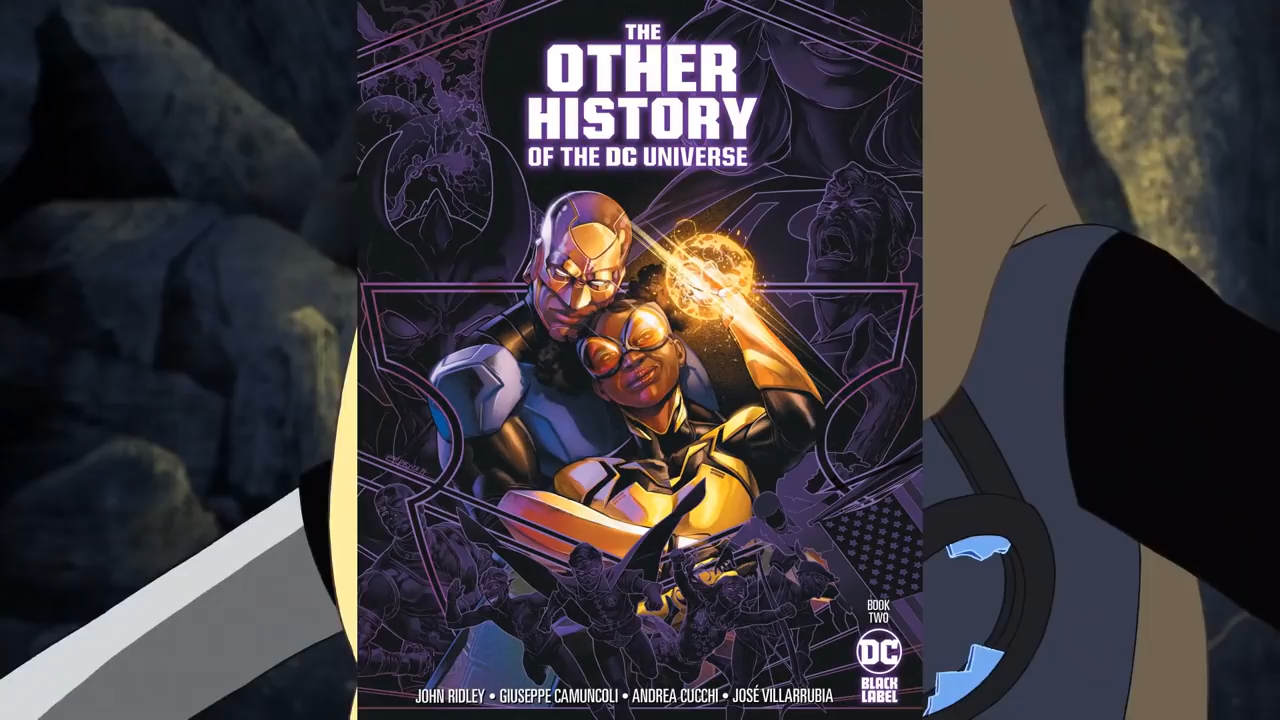 THE
OTHER
HISTORY
OF THE DC UNIVERSE
BOOK
TWO
DC
BLACK
LABEL
JOHN RIDLEY • GIUSEPPE CAMUNCOLI • ANDREA CUCCHI • JOSÉ VILLARRUBIA